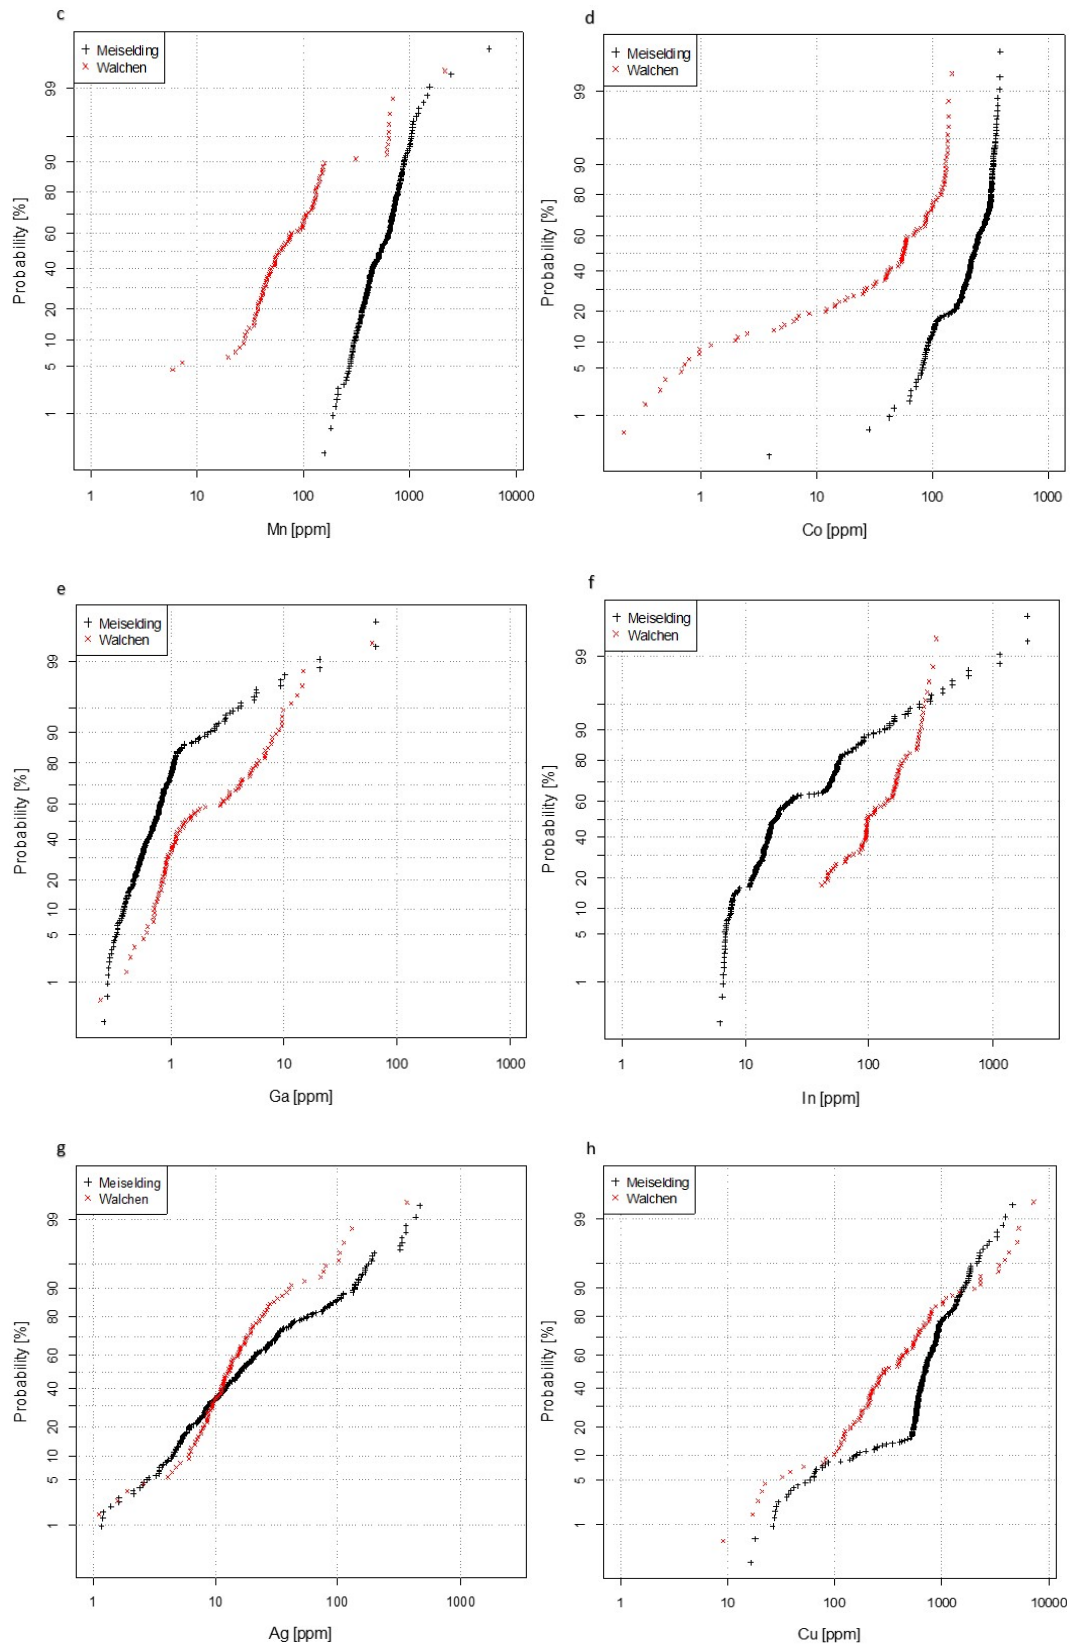 c
+ Meiselding
× Walchen
Probability [%]
99
90
80
60
40
20
10
5
1
1 10 100 1000 10000
Mn [ppm]
d
+ Meiselding
× Walchen
Probability [%]
99
90
80
60
40
20
10
5
1
1 10 100 1000
Co [ppm]
e
+ Meiselding
× Walchen
Probability [%]
99
90
80
60
40
20
10
5
1
1 10 100 1000
Ga [ppm]
f
+ Meiselding
× Walchen
Probability [%]
99
90
80
60
40
20
10
5
1
1 10 100 1000
In [ppm]
g
+ Meiselding
× Walchen
Probability [%]
99
90
80
60
40
20
10
5
1
1 10 100 1000
Ag [ppm]
h
+ Meiselding
× Walchen
Probability [%]
99
90
80
60
40
20
10
5
1
1 10 100 1000 10000
Cu [ppm]